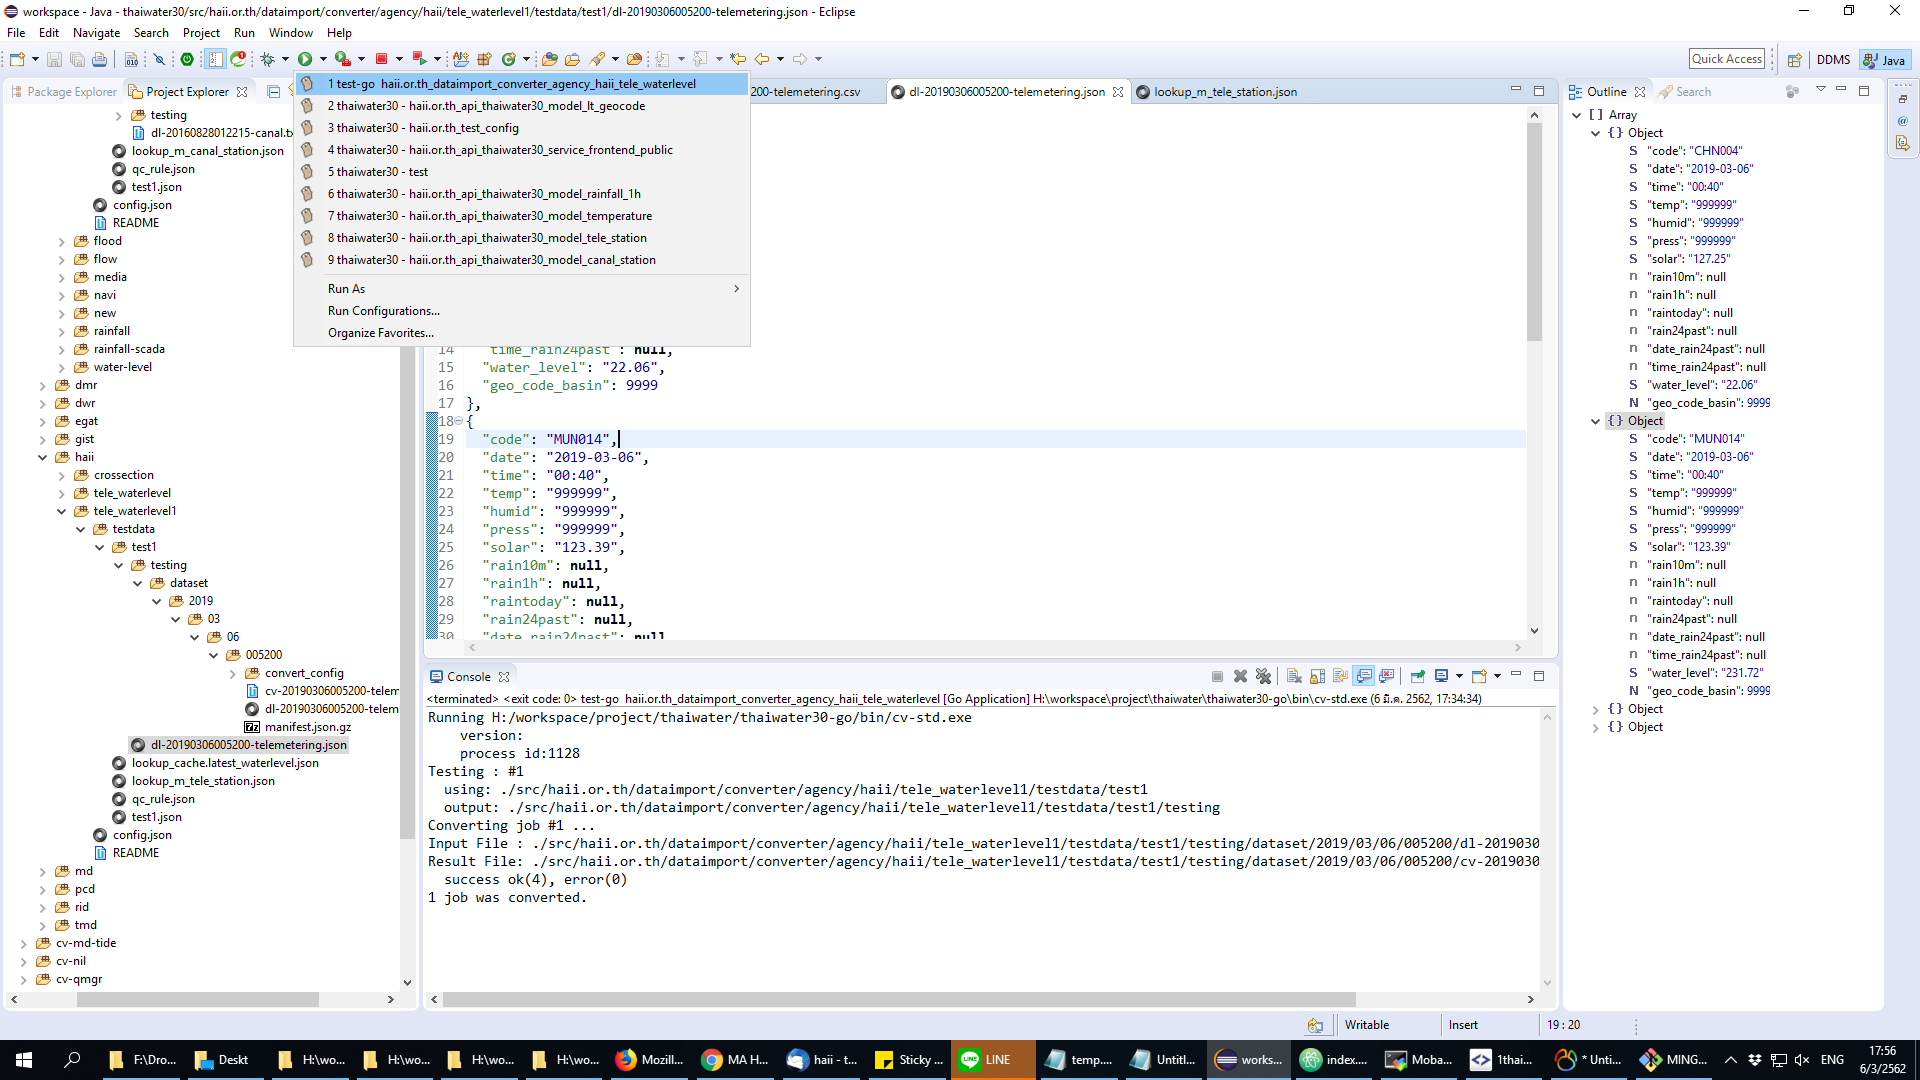 workspace - Java - thaiwater30/src/haii.or.th/dataimport/converter/agency/haii/tele_waterlevel1/testdata/test1/dl-20190306005200-telemetering.json - Eclipse
File Edit Navigate Search Project Run Window Help
Quick Access
DDMS
Java
Package Explorer
Project Explorer
testing
dl-20160828012215-canal.tx
lookup_m_canal_station.json
qc_rule.json
test1.json
config.json
README
flood
flow
media
navi
new
rainfall
rainfall-scada
water-level
dmr
dwr
egat
gist
haii
crossection
tele_waterlevel
tele_waterlevel1
testdata
test1
testing
dataset
2019
03
06
005200
convert_config
cv-20190306005200-telem
dl-20190306005200-telem
manifest.json.gz
dl-20190306005200-telemetering.json
lookup_cache.latest_waterlevel.json
lookup_m_tele_station.json
qc_rule.json
test1.json
config.json
README
md
pcd
rid
tmd
cv-md-tide
cv-nil
cv-qmgr
1 test-go haii.or.th_dataimport_converter_agency_haii_tele_waterlevel
2 thaiwater30 - haii.or.th_api_thaiwater30_model_lt_geocode
3 thaiwater30 - haii.or.th_test_config
4 thaiwater30 - haii.or.th_api_thaiwater30_service_frontend_public
5 thaiwater30 - test
6 thaiwater30 - haii.or.th_api_thaiwater30_model_rainfall_1h
7 thaiwater30 - haii.or.th_api_thaiwater30_model_temperature
8 thaiwater30 - haii.or.th_api_thaiwater30_model_tele_station
9 thaiwater30 - haii.or.th_api_thaiwater30_model_canal_station
Run As
Run Configurations...
Organize Favorites...
200-telemetering.csv
dl-20190306005200-telemetering.json
lookup_m_tele_station.json
14 "time_rain24past": null,
15 "water_level": "22.06",
16 "geo_code_basin": 9999
17 },
18 {
19 "code": "MUN014",
20 "date": "2019-03-06",
21 "time": "00:40",
22 "temp": "999999",
23 "humid": "999999",
24 "press": "999999",
25 "solar": "123.39",
26 "rain10m": null,
27 "rain1h": null,
28 "raintoday": null,
29 "rain24past": null,
30 "date_rain24past": null
Console
<terminated> <exit code: 0> test-go haii.or.th_dataimport_converter_agency_haii_tele_waterlevel [Go Application] H:\workspace\project\thaiwater\thaiwater30-go\bin\cv-std.exe (6 มี.ค. 2562, 17:34:34)
Running H:/workspace/project/thaiwater/thaiwater30-go/bin/cv-std.exe
version:
process id:1128
Testing : #1
using: ./src/haii.or.th/dataimport/converter/agency/haii/tele_waterlevel1/testdata/test1
output: ./src/haii.or.th/dataimport/converter/agency/haii/tele_waterlevel1/testdata/test1/testing
Converting job #1 ...
Input File : ./src/haii.or.th/dataimport/converter/agency/haii/tele_waterlevel1/testdata/test1/testing/dataset/2019/03/06/005200/dl-2019030
Result File: ./src/haii.or.th/dataimport/converter/agency/haii/tele_waterlevel1/testdata/test1/testing/dataset/2019/03/06/005200/cv-2019030
success ok(4), error(0)
1 job was converted.
Outline
Search
[ ] Array
{} Object
S "code": "CHN004"
S "date": "2019-03-06"
S "time": "00:40"
S "temp": "999999"
S "humid": "999999"
S "press": "999999"
S "solar": "127.25"
n "rain10m": null
n "rain1h": null
n "raintoday": null
n "rain24past": null
n "date_rain24past": null
n "time_rain24past": null
S "water_level": "22.06"
N "geo_code_basin": 9999
{} Object
S "code": "MUN014"
S "date": "2019-03-06"
S "time": "00:40"
S "temp": "999999"
S "humid": "999999"
S "press": "999999"
S "solar": "123.39"
n "rain10m": null
n "rain1h": null
n "raintoday": null
n "rain24past": null
n "date_rain24past": null
n "time_rain24past": null
S "water_level": "231.72"
N "geo_code_basin": 9999
{} Object
{} Object
Writable
Insert
19 : 20
F:\Dro...
Deskt
H:\wo...
H:\wo...
H:\wo...
H:\wo...
Mozill...
MA H...
haii - t...
Sticky ...
LINE
temp....
Untitl...
works...
index....
Moba...
1thai...
* Unti...
MING...
ENG
17:56
6/3/2562